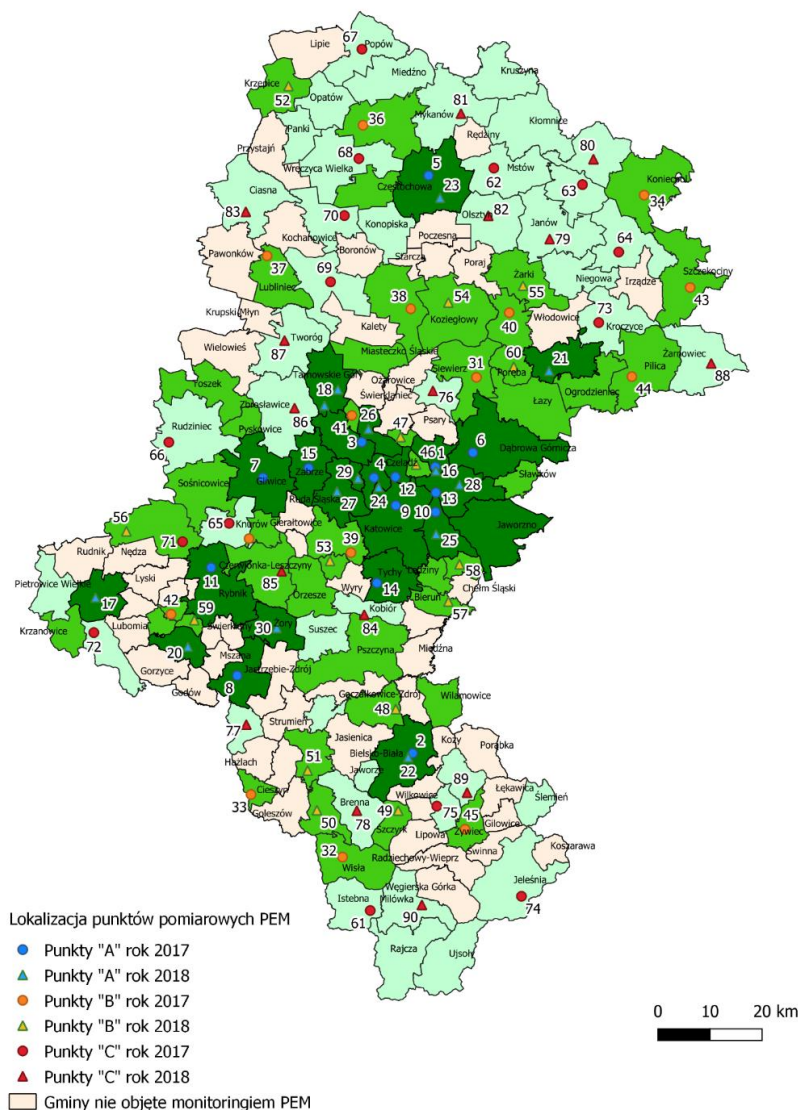 67
Popów
Lipie
Krzepice
Miedźno
Kruszyna
52
Opatów
81
Mykanów
Kłomnice
Panki
36
Rędziny
Przystajń
80
68
Wręczyca Wielka
5
Mstów
62
63
Koniecpol
Ciasna
Częstochowa
23
34
83
70
Konopiska
Olsztyn
82
Janów
79
64
Kochanowice
Poczesna
Pawonków
Boronów
Starcza
Poraj
Żarki
Niegowa
Irządze
Szczekociny
37
Lubliniec
69
38
54
55
43
Koziegłowy
73
Krupski Młyn
Kalety
40
Włodowice
Kroczyce
Tworóg
Żarnowiec
87
Wielowieś
Miasteczko Śląskie
60
21
Pilica
Siewierz
31
Poręba
88
Tarnowskie Góry
Ożarowice
Toszek
18
Świerklaniec
76
Ogrodzieniec
44
Zbrosławice
Łazy
Rudziniec
26
Psary
86
41
47
Pyskowice
3
6
66
15
46
1
Dąbrowa Górnicza
7
4
Czeladź
Zabrze
29
16
Sławków
Gliwice
12
28
Sośnicowice
Ruda Śląska
27
24
13
9
10
56
65
Knurów
Gierałtowice
Katowice
Jaworzno
39
25
71
53
Rudnik
Nędza
Czerwionka-Leszczyny
58
Lyski
11
Tychy
Lędziny
Pietrowice Wielkie
85
Orzesze
Wyry
Chełm Śląski
17
Rybnik
14
Bieruń
42
59
Kobiór
57
Krzanowice
Lubomia
30
Żory
Suszec
84
72
Świerklany
20
Mszana
Pszczyna
Miedźna
Gorzyce
Jastrzębie-Zdrój
Godów
8
Goczałkowice-Zdrój
Wilamowice
48
77
Strumień
Jasienica
2
Kozy
Porąbka
51
Bielsko-Biała
Hażlach
Jaworze
22
89
Łękawica
Wilkowice
Ślemień
Cieszyn
Brenna
49
75
45
33
Goleszów
50
78
Gilowice
Szczyrk
Lipowa
Żywiec
32
Świnna
Koszarawa
Wisła
Radziechowy-Wieprz
Węgierska Górka
Jeleśnia
Istebna
Milówka
61
90
74
Rajcza
Ujsoły
Lokalizacja punktów pomiarowych PEM
Punkty "A" rok 2017
Punkty "A" rok 2018
Punkty "B" rok 2017
Punkty "B" rok 2018
Punkty "C" rok 2017
Punkty "C" rok 2018
Gminy nie objęte monitoringiem PEM
0 10 20 km